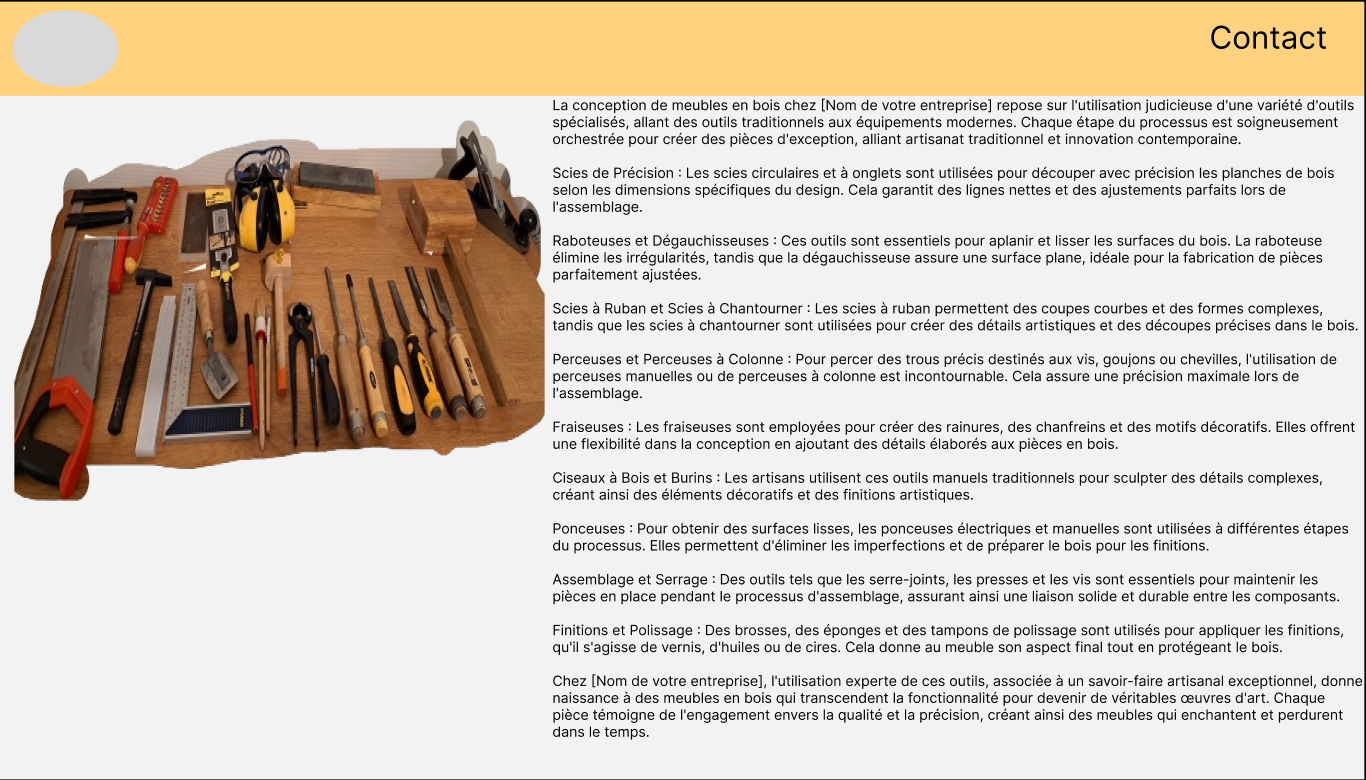 Contact
La conception de meubles en bois chez [Nom de votre entreprise] repose sur l'utilisation judicieuse d'une variété d'outils
spécialisés, allant des outils traditionnels aux équipements modernes. Chaque étape du processus est soigneusement
orchestrée pour créer des pièces d'exception, alliant artisanat traditionnel et innovation contemporaine.
Scies de Précision : Les scies circulaires et à onglets sont utilisées pour découper avec précision les planches de bois
selon les dimensions spécifiques du design. Cela garantit des lignes nettes et des ajustements parfaits lors de
l'assemblage.
Raboteuses et Dégauchisseuses : Ces outils sont essentiels pour aplanir et lisser les surfaces du bois. La raboteuse
élimine les irrégularités, tandis que la dégauchisseuse assure une surface plane, idéale pour la fabrication de pièces
parfaitement ajustées.
Scies à Ruban et Scies à Chantourner : Les scies à ruban permettent des coupes courbes et des formes complexes,
tandis que les scies à chantourner sont utilisées pour créer des détails artistiques et des découpes précises dans le bois.
Perceuses et Perceuses à Colonne : Pour percer des trous précis destinés aux vis, goujons ou chevilles, l'utilisation de
perceuses manuelles ou de perceuses à colonne est incontournable. Cela assure une précision maximale lors de
l'assemblage.
Fraiseuses : Les fraiseuses sont employées pour créer des rainures, des chanfreins et des motifs décoratifs. Elles offrent
une flexibilité dans la conception en ajoutant des détails élaborés aux pièces en bois.
Ciseaux à Bois et Burins : Les artisans utilisent ces outils manuels traditionnels pour sculpter des détails complexes,
créant ainsi des éléments décoratifs et des finitions artistiques.
Ponceuses : Pour obtenir des surfaces lisses, les ponceuses électriques et manuelles sont utilisées à différentes étapes
du processus. Elles permettent d'éliminer les imperfections et de préparer le bois pour les finitions.
Assemblage et Serrage : Des outils tels que les serre-joints, les presses et les vis sont essentiels pour maintenir les
pièces en place pendant le processus d'assemblage, assurant ainsi une liaison solide et durable entre les composants.
Finitions et Polissage : Des brosses, des éponges et des tampons de polissage sont utilisés pour appliquer les finitions,
qu'il s'agisse de vernis, d'huiles ou de cires. Cela donne au meuble son aspect final tout en protégeant le bois.
Chez [Nom de votre entreprise], l'utilisation experte de ces outils, associée à un savoir-faire artisanal exceptionnel, donne
naissance à des meubles en bois qui transcendent la fonctionnalité pour devenir de véritables œuvres d'art. Chaque
pièce témoigne de l'engagement envers la qualité et la précision, créant ainsi des meubles qui enchantent et perdurent
dans le temps.